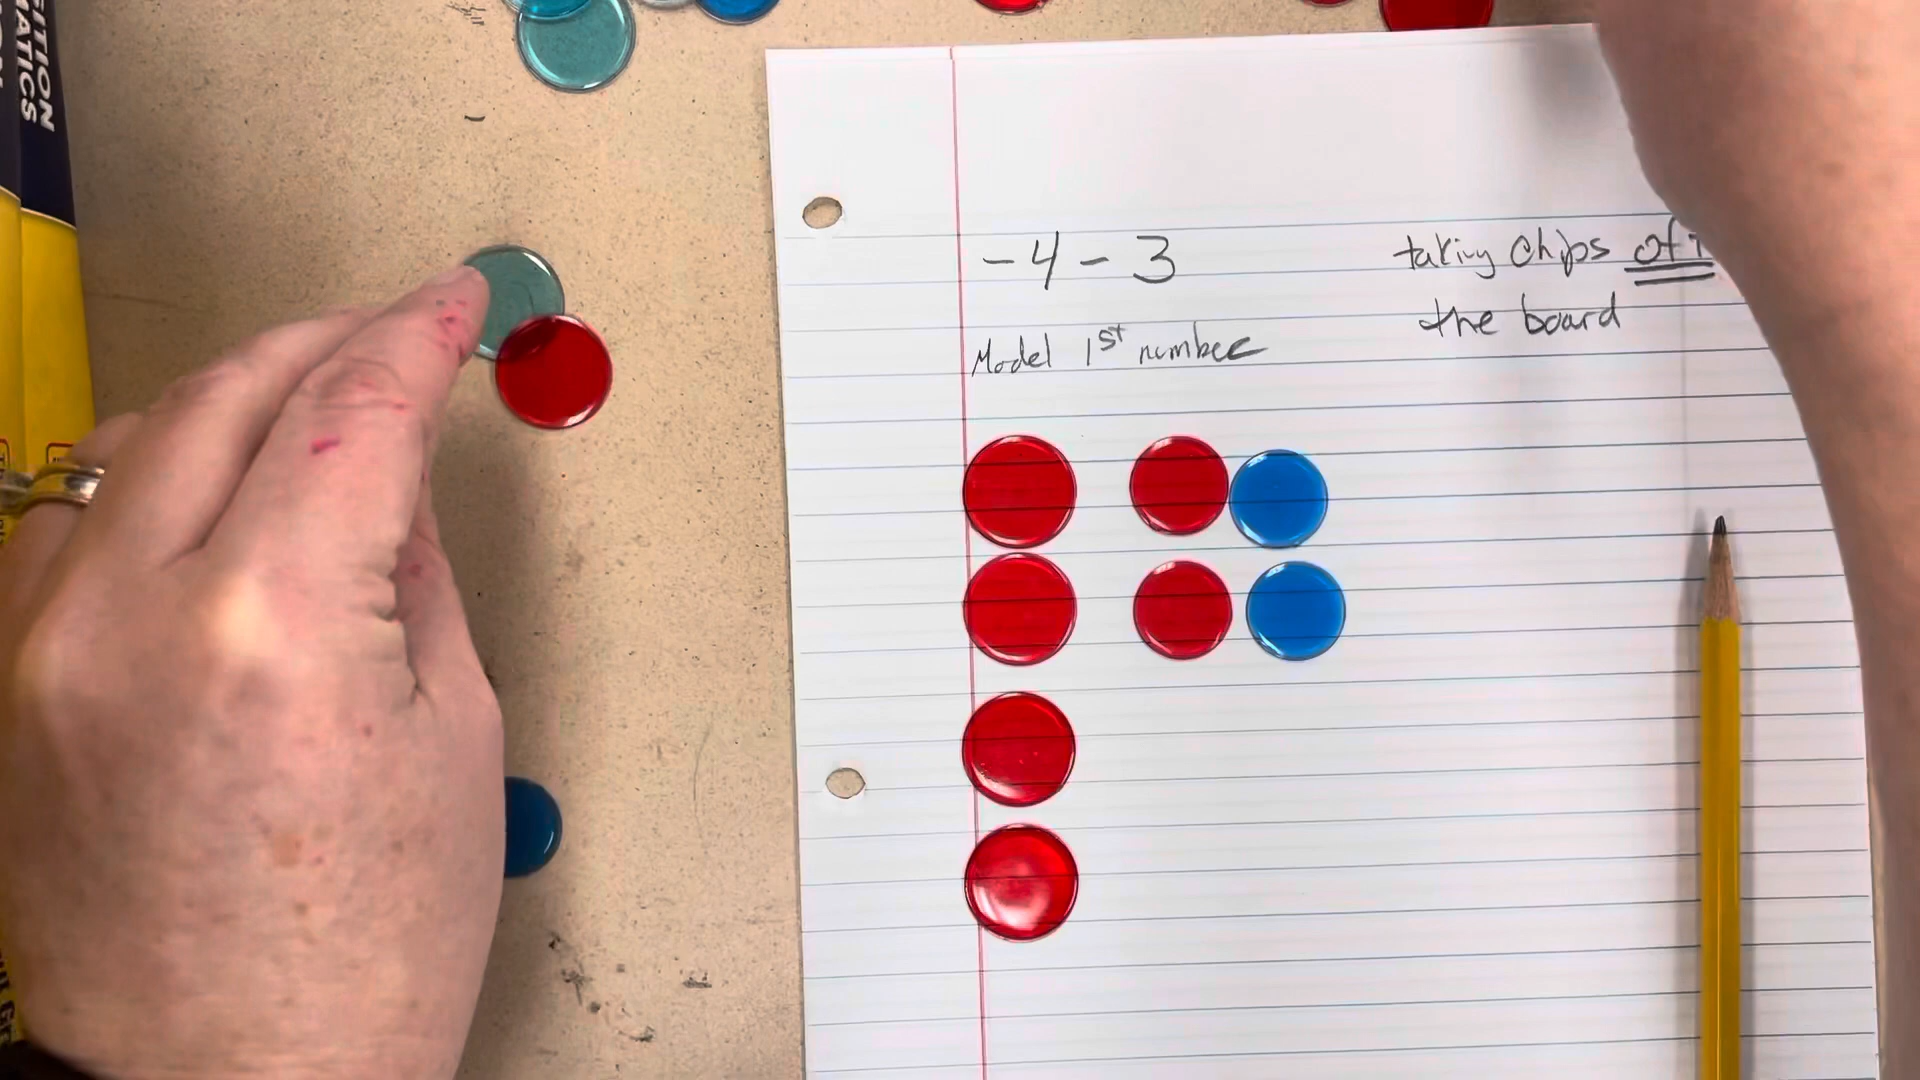 -4-3
taking chips off
the board
Model 1st number